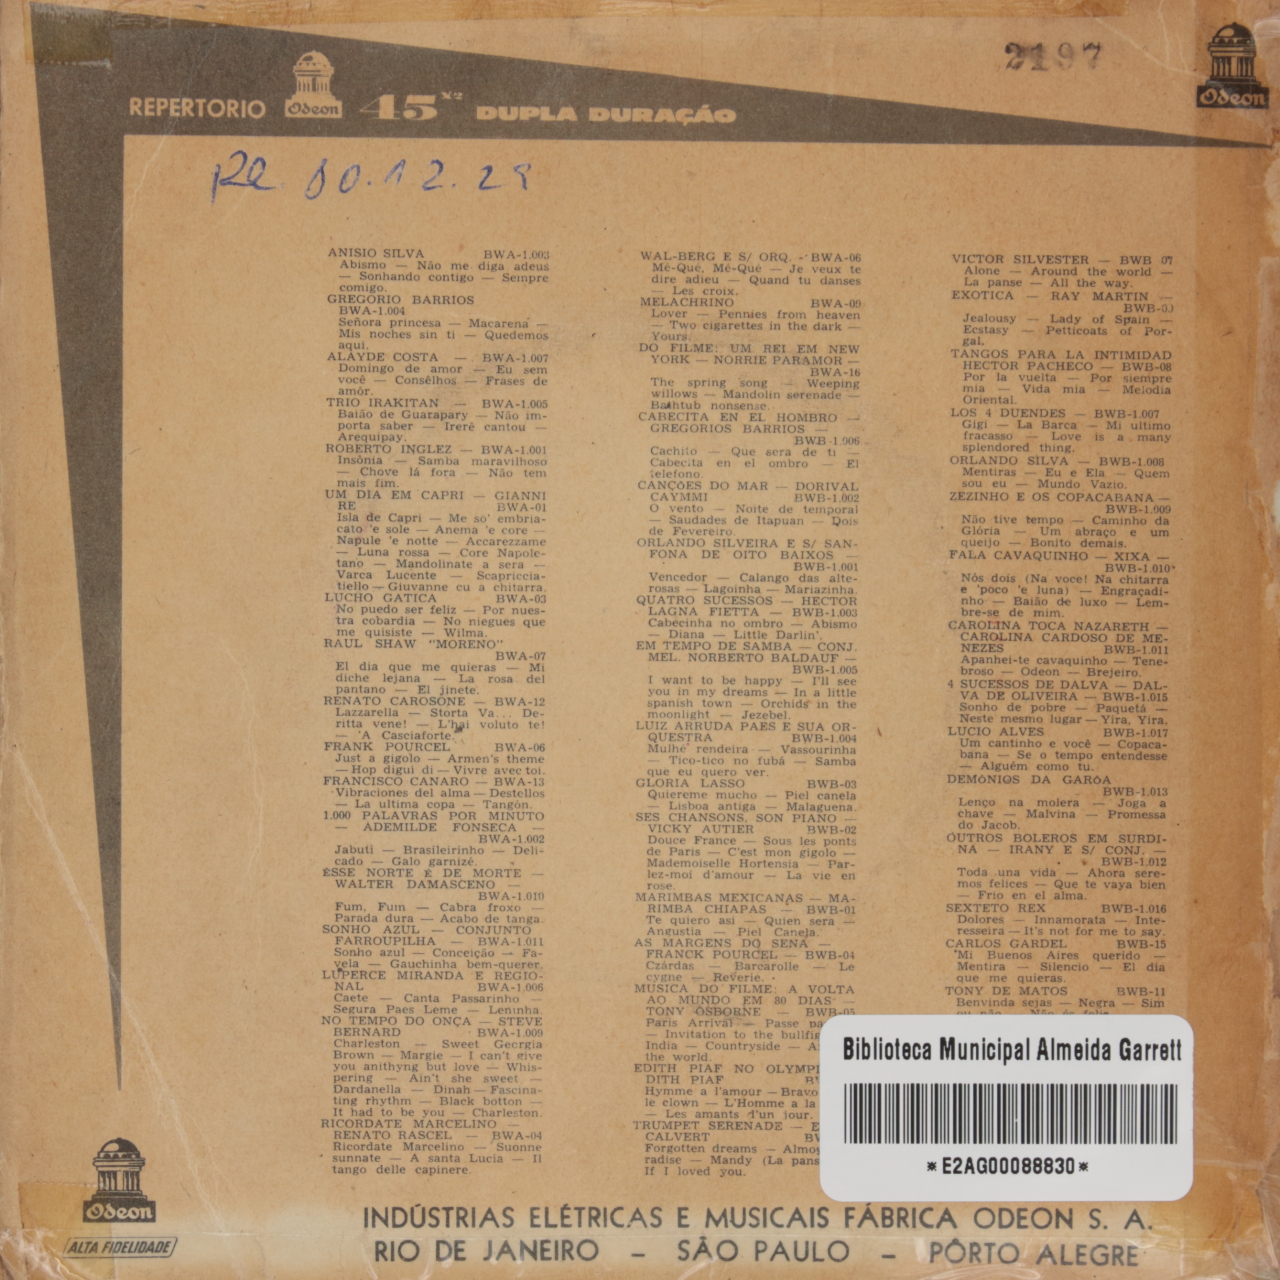 2197
Odeon
REPERTORIO Odeon 45 X2 DUPLA DURAÇÃO
Re. 12.
ANISIO SILVA BWA-1.003
Abismo — Não me diga adeus
— Sonhando contigo — Sempre
comigo.
GREGORIO BARRIOS
BWA-1.004
Señora princesa — Macarena —
Mis noches sin ti — Quedemos
aqui.
ALAYDE COSTA — BWA-1.007
Domingo de amor — Eu sem
você — Consêlhos — Frases de
amôr.
TRIO IRAKITAN — BWA-1.005
Baião de Guarapary — Não im-
porta saber — Irerê cantou —
Arequipay.
ROBERTO INGLEZ — BWA-1.001
Insônia — Samba maravilhoso
— Chove lá fora — Não tem
mais fim.
UM DIA EM CAPRI — GIANNI
RE BWA-01
Isla de Capri — Me so' embria-
cato 'e sole — Anema 'e core —
Napule 'e notte — Accarezzame
— Luna rossa — Core Napole-
tano — Mandolinate a sera —
Varca Lucente — Scapriccia-
tiello — Giuvanne cu a chitarra.
LUCHO GATICA — BWA-03
No puedo ser feliz — Por nues-
tra cobardia — No niegues que
me quisiste — Wilma.
RAUL SHAW "MORENO"
BWA-07
El dia que me quieras — Mi
diche lejana — La rosa del
pantano — El jinete.
RENATO CAROSONE — BWA-12
Lazzarella — Storta Va... De-
ritta vene! — L'hai voluto te!
— 'A Casciaforte.
FRANK POURCEL BWA-06
Just a gigolo — Armen's theme
— Hop digui di — Vivre avec toi.
FRANCISCO CANARO — BWA-13
Vibraciones del alma — Destellos
— La ultima copa — Tangón.
1.000 PALAVRAS POR MINUTO
— ADEMILDE FONSECA —
BWA-1.002
Jabuti — Brasileirinho — Deli-
cado — Galo garnizé.
ÊSSE NORTE É DE MORTE —
WALTER DAMASCENO —
BWA-1.010
Fum, Fum — Cabra froxo —
Parada dura — Acabo de tanga.
SONHO AZUL — CONJUNTO
FARROUPILHA — BWA-1.011
Sonho azul — Conceição — Fa-
vela — Gauchinha bem-querer.
LUPERCE MIRANDA E REGIO-
NAL BWA-1.006
Caete — Canta Passarinho —
Segura Paes Leme — Leninha.
NO TEMPO DO ONÇA — STEVE
BERNARD BWA-1.009
Charleston — Sweet Georgia
Brown — Margie — I can't give
you anithyng but love — Whis-
pering — Ain't she sweet —
Dardanella — Dinah — Fascina-
ting rhythm — Black botton —
It had to be you — Charleston.
RICORDATE MARCELINO —
RENATO RASCEL — BWA-04
Ricordate Marcelino — Suonne
sunnate — A santa Lucia — Il
tango delle capinere.
WAL-BERG E S/ ORQ. - BWA-06
Mé-Qué, Mé-Qué — Je veux te
dire adieu — Quand tu danses
— Les croix.
MELACHRINO BWA-09
Lover — Pennies from heaven
— Two cigarettes in the dark —
Yours.
DO FILME: UM REI EM NEW
YORK — NORRIE PARAMOR —
BWA-16
The spring song — Weeping
willows — Mandolin serenade —
Bathtub nonsense.
CABECITA EN EL HOMBRO —
GREGORIOS BARRIOS —
BWB-1.006
Cachito — Que sera de ti —
Cabecita en el ombro — El
telefono.
CANÇÕES DO MAR — DORIVAL
CAYMMI BWB-1.002
O vento — Noite de temporal
— Saudades de Itapuan — Dois
de Fevereiro.
ORLANDO SILVEIRA E S/ SAN-
FONA DE OITO BAIXOS —
BWB-1.001
Vencedor — Calango das alte-
rosas — Lagoinha — Mariazinha.
QUATRO SUCESSOS — HECTOR
LAGNA FIETTA — BWB-1.003
Cabecinha no ombro — Abismo
— Diana — Little Darlin'.
EM TEMPO DE SAMBA — CONJ.
MEL. NORBERTO BALDAUF —
BWB-1.005
I want to be happy — I'll see
you in my dreams — In a little
spanish town — Orchids in the
moonlight — Jezebel.
LUIZ ARRUDA PAES E SUA OR-
QUESTRA BWB-1.004
Mulhé rendeira — Vassourinha
— Tico-tico no fubá — Samba
que eu quero ver.
GLORIA LASSO BWB-03
Quiereme mucho — Piel canela
— Lisboa antiga — Malaguena.
SES CHANSONS, SON PIANO —
VICKY AUTIER BWB-02
Douce France — Sous les ponts
de Paris — C'est mon gigolo —
Mademoiselle Hortensia — Par-
lez-moi d'amour — La vie en
rose.
MARIMBAS MEXICANAS — MA-
RIMBA CHIAPAS — BWB-01
Te quiero asi — Quien sera —
Angustia — Piel Canela.
AS MARGENS DO SENA —
FRANCK POURCEL — BWB-04
Czárdas — Barcarolle — Le
cygne — Reverie.
MUSICA DO FILME: A VOLTA
AO MUNDO EM 80 DIAS —
TONY OSBORNE — BWB-05
Paris Arrival — Passe pa
— Invitation to the bullfig
India — Countryside — A
the world.
EDITH PIAF NO OLYMPI
DITH PIAF B
Hymme a l'amour — Bravo
le clown — L'Homme a la
— Les amants d'un jour.
TRUMPET SERENADE — E
CALVERT BW
Forgotten dreams — Almo
radise — Mandy (La pans
If I loved you.
VICTOR SILVESTER — BWB 07
Alone — Around the world —
La panse — All the way.
EXOTICA — RAY MARTIN —
BWB-
Jealousy — Lady of Spain —
Ecstasy — Petticoats of Por-
gal.
TANGOS PARA LA INTIMIDAD
HECTOR PACHECO — BWB-08
Por la vuelta — Por siempre
mia — Vida mia — Melodia
Oriental.
LOS 4 DUENDES — BWB-1.007
Gigi — La Barca — Mi ultimo
fracasso — Love is a many
splendored thing.
ORLANDO SILVA — BWB-1.008
Mentiras — Eu e Ela — Quem
sou eu — Mundo Vazio.
ZEZINHO E OS COPACABANA —
BWB-1.009
Não tive tempo — Caminho da
Glória — Um abraço e um
queijo — Bonito demais.
FALA CAVAQUINHO — XIXA —
BWB-1.010
Nós dois (Na voce! Na chitarra
e 'poco 'e luna) — Engraçadi-
nho — Baião de luxo — Lem-
bre-se de mim.
CAROLINA TOCA NAZARETH —
CAROLINA CARDOSO DE ME-
NEZES BWB-1.011
Apanhei-te cavaquinho — Tene-
broso — Odeon — Brejeiro.
4 SUCESSOS DE DALVA — DAL-
VA DE OLIVEIRA — BWB-1.015
Sonho de pobre — Paquetá —
Neste mesmo lugar — Yira, Yira.
LUCIO ALVES BWB-1.017
Um cantinho e você — Copaca-
bana — Se o tempo entendesse
— Alguém como tu.
DEMÔNIOS DA GARÔA
BWB-1.013
Lenço na molera — Joga a
chave — Malvina — Promessa
do Jacob.
OUTROS BOLEROS EM SURDI-
NA — IRANY E S/ CONJ. —
BWB-1.012
Toda una vida — Ahora sere-
mos felices — Que te vaya bien
— Frio en el alma.
SEXTETO REX BWB-1.016
Dolores — Innamorata — Inte-
resseira — It's not for me to say.
CARLOS GARDEL BWB-15
Mi Buenos Aires querido —
Mentira — Silencio — El dia
que me quieras.
TONY DE MATOS BWB-11
Benvinda sejas — Negra — Sim
ou não — Não és feliz
Biblioteca Municipal Almeida Garrett
*E2AG00088830*
Odeon
ALTA FIDELIDADE
INDÚSTRIAS ELÉTRICAS E MUSICAIS FÁBRICA ODEON S. A.
RIO DE JANEIRO – SÃO PAULO – PÔRTO ALEGRE